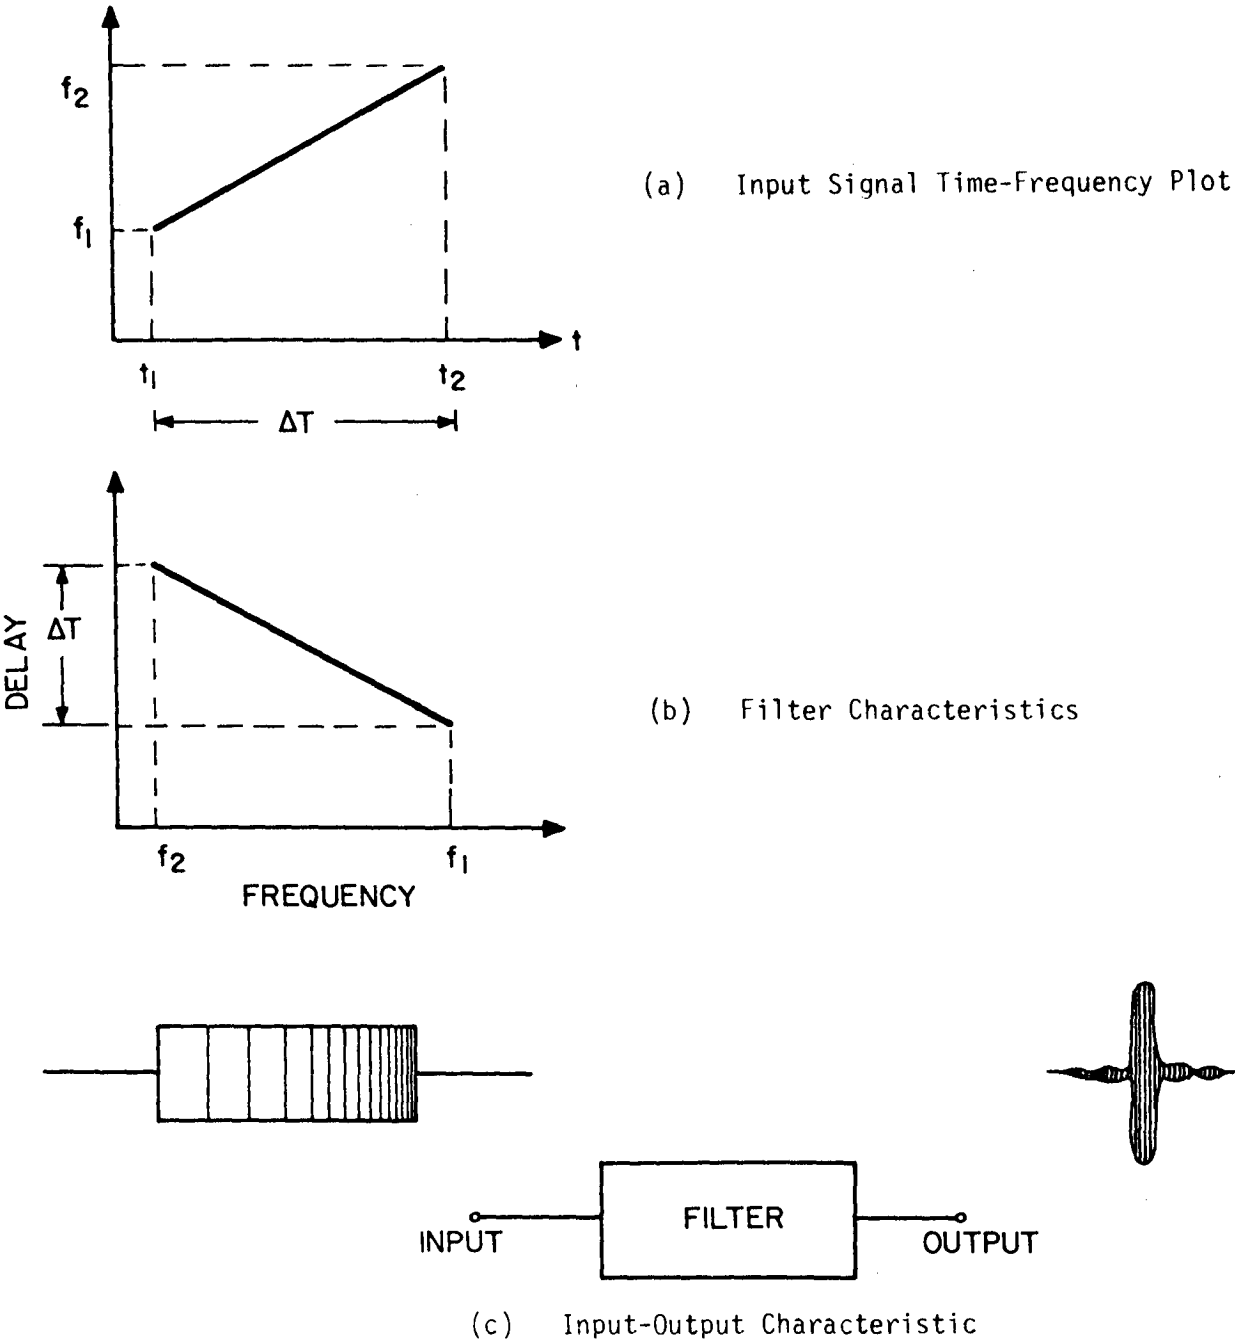 f2
f1
t
t1
t2
ΔT
(a) Input Signal Time-Frequency Plot
DELAY
ΔT
f2
f1
FREQUENCY
(b) Filter Characteristics
INPUT
FILTER
OUTPUT
(c) Input-Output Characteristic